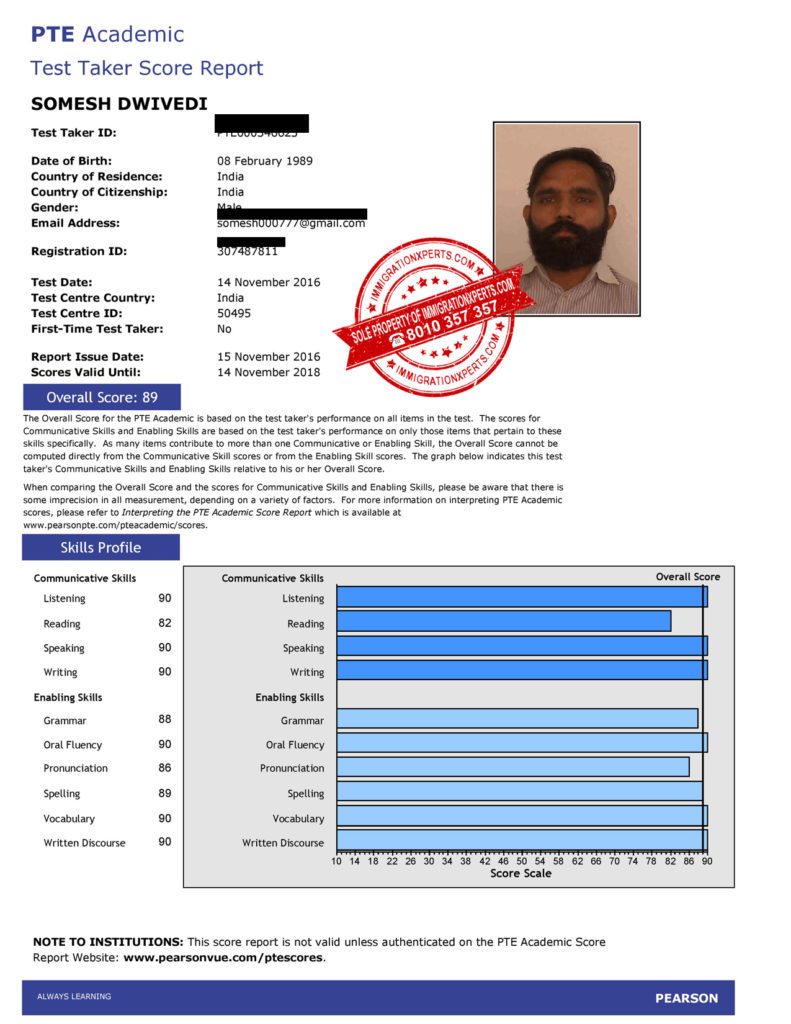 PTE Academic
Test Taker Score Report
SOMESH DWIVEDI
Test Taker ID:
Date of Birth: 08 February 1989
Country of Residence: India
Country of Citizenship: India
Gender: Male
Email Address: somesh000777@gmail.com
Registration ID: 307487811
Test Date: 14 November 2016
Test Centre Country: India
Test Centre ID: 50495
First-Time Test Taker: No
Report Issue Date: 15 November 2016
Scores Valid Until: 14 November 2018
IMMIGRATIONXPERTS.COM
SOLE PROPERTY OF IMMIGRATIONXPERTS.COM
☎8010 357 357
IMMIGRATIONXPERTS.COM
Overall Score: 89
The Overall Score for the PTE Academic is based on the test taker's performance on all items in the test. The scores for
Communicative Skills and Enabling Skills are based on the test taker's performance on only those items that pertain to these
skills specifically. As many items contribute to more than one Communicative or Enabling Skill, the Overall Score cannot be
computed directly from the Communicative Skill scores or from the Enabling Skill scores. The graph below indicates this test
taker's Communicative Skills and Enabling Skills relative to his or her Overall Score.
When comparing the Overall Score and the scores for Communicative Skills and Enabling Skills, please be aware that there is
some imprecision in all measurement, depending on a variety of factors. For more information on interpreting PTE Academic
scores, please refer to Interpreting the PTE Academic Score Report which is available at
www.pearsonpte.com/pteacademic/scores.
Skills Profile
Communicative Skills
Listening 90
Reading 82
Speaking 90
Writing 90
Enabling Skills
Grammar 88
Oral Fluency 90
Pronunciation 86
Spelling 89
Vocabulary 90
Written Discourse 90
Communicative Skills Overall Score
Listening
Reading
Speaking
Writing
Enabling Skills
Grammar
Oral Fluency
Pronunciation
Spelling
Vocabulary
Written Discourse
10 14 18 22 26 30 34 38 42 46 50 54 58 62 66 70 74 78 82 86 90
Score Scale
NOTE TO INSTITUTIONS: This score report is not valid unless authenticated on the PTE Academic Score
Report Website: www.pearsonvue.com/ptescores.
ALWAYS LEARNING PEARSON